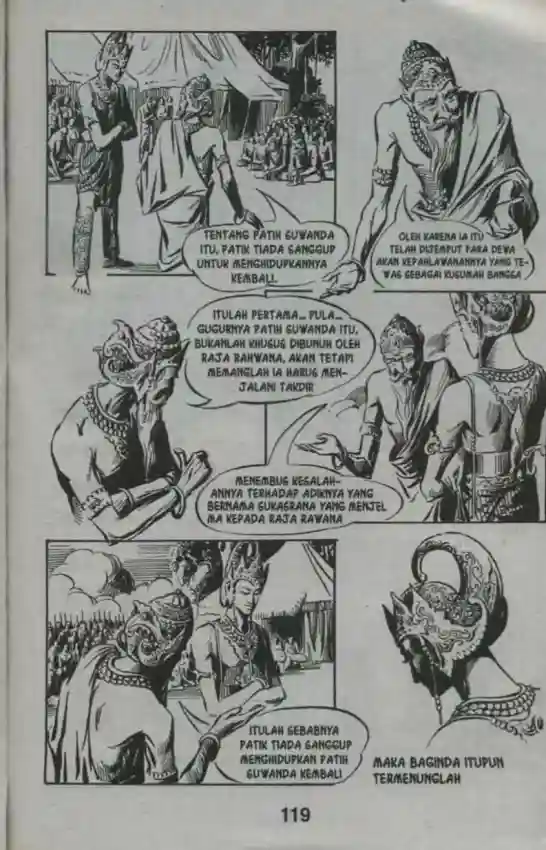 TENTANG PATIH SUWANDA
ITU, PATIK TIADA SANGGUP
UNTUK MENGHIDUPKANNYA
KEMBALI.
OLEH KARENA IA ITU
TELAH DIJEMPUT PARA DEWA
AKAN KEPAHLAWANANNYA YANG TE-
WAS SEBAGAI KUSUMAH BANGSA
ITULAH PERTAMA... PULA...
GUGURNYA PATIH SUWANDA ITU,
BUKANLAH KHUSUS DIBUNUH OLEH
RAJA RAHWANA, AKAN TETAPI
MEMANGLAH IA HARUS MEN-
JALANI TAKDIR
MENEMBUS KESALAH-
ANNYA TERHADAP ADIKNYA YANG
BERNAMA SUKASRANA YANG MENJEL
MA KEPADA RAJA RAWANA
ITULAH SEBABNYA
PATIK TIADA SANGGUP
MENGHIDUPKAN PATIH
SUWANDA KEMBALI
MAKA BAGINDA ITUPUN
TERMENUNGLAH
119